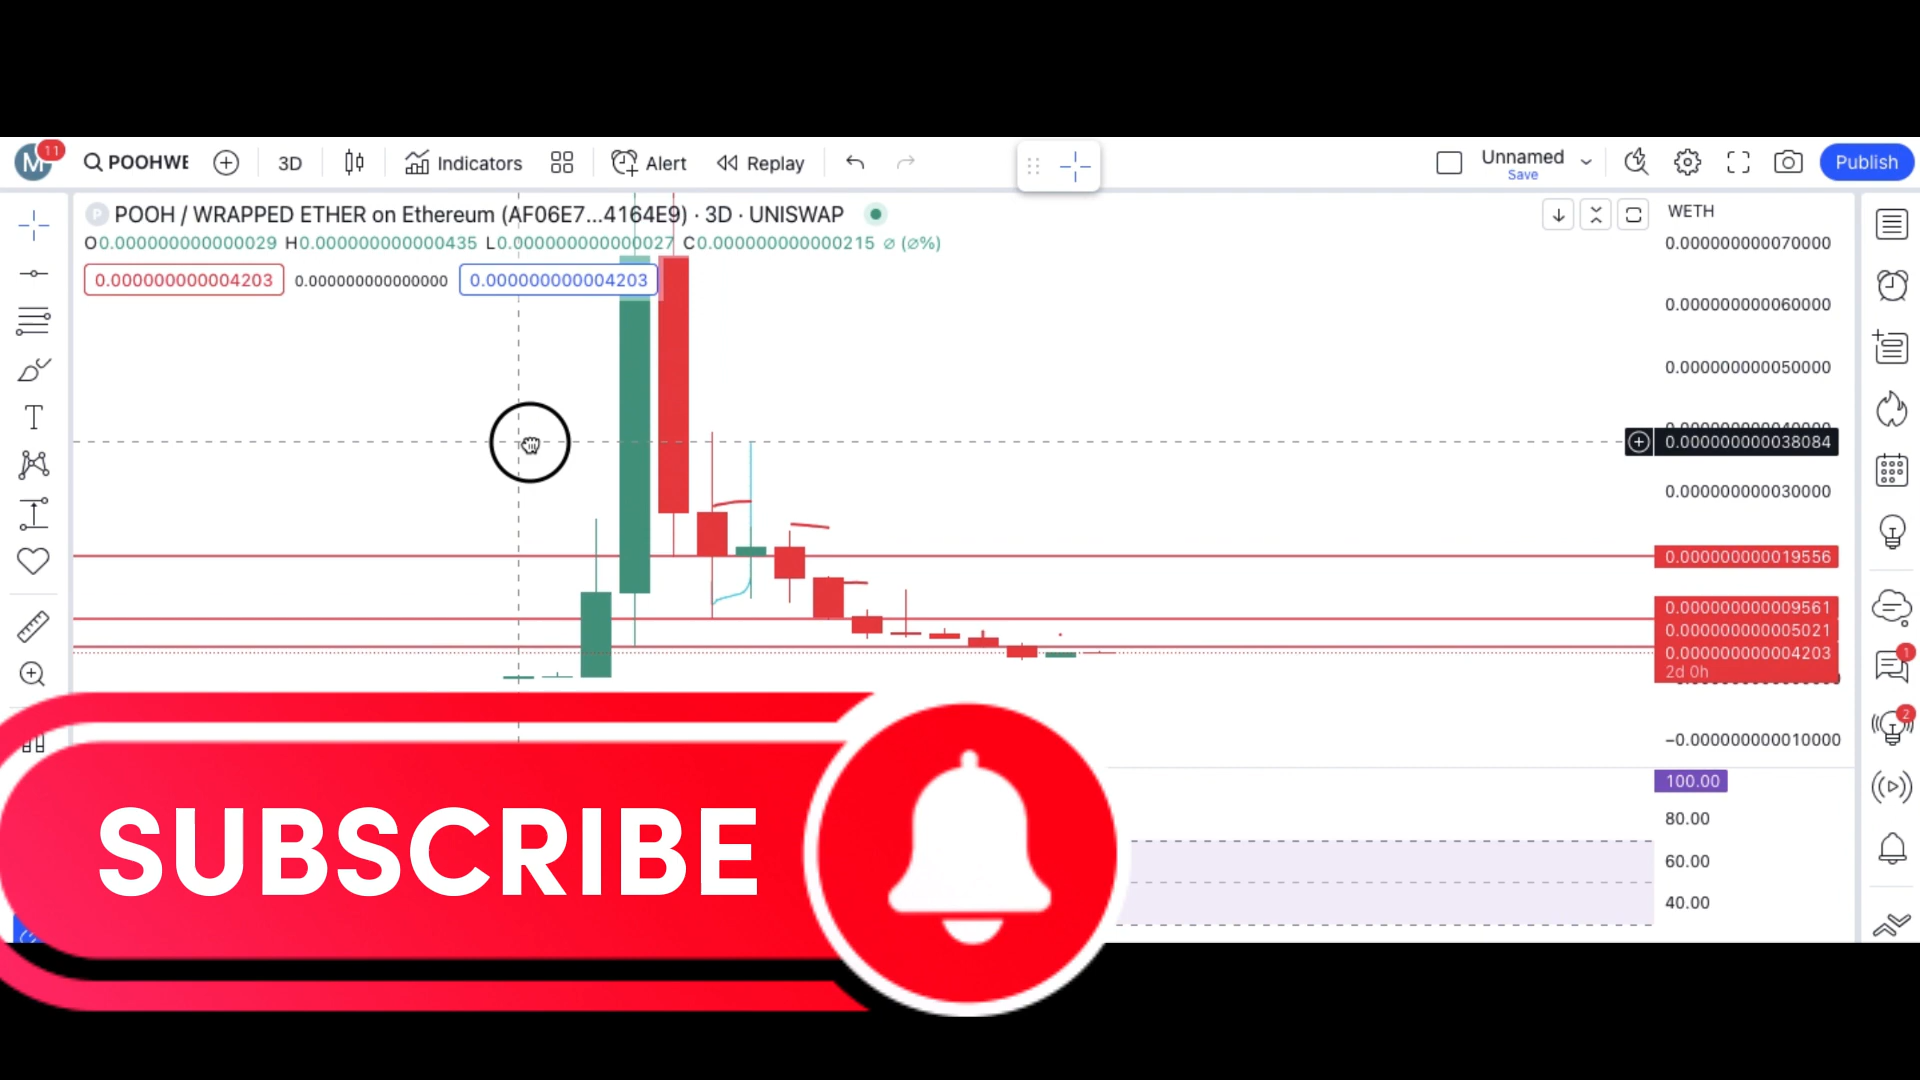 M 11 POOHWE 3D Indicators Alert Replay Unnamed Publish
Save
P POOH / WRAPPED ETHER on Ethereum (AF06E7...4164E9) · 3D · UNISWAP
O0.000000000000029 H0.000000000000435 L0.000000000000027 C0.000000000000215 ∅ (∅%)
0.000000000004203 0.000000000000000 0.000000000004203
WETH
0.000000000070000
0.000000000060000
0.000000000050000
0.000000000038084
0.000000000030000
0.000000000019556
0.000000000009561
0.000000000005021
0.000000000004203
2d 0h
−0.000000000010000
100.00
80.00
60.00
40.00
1
2
SUBSCRIBE